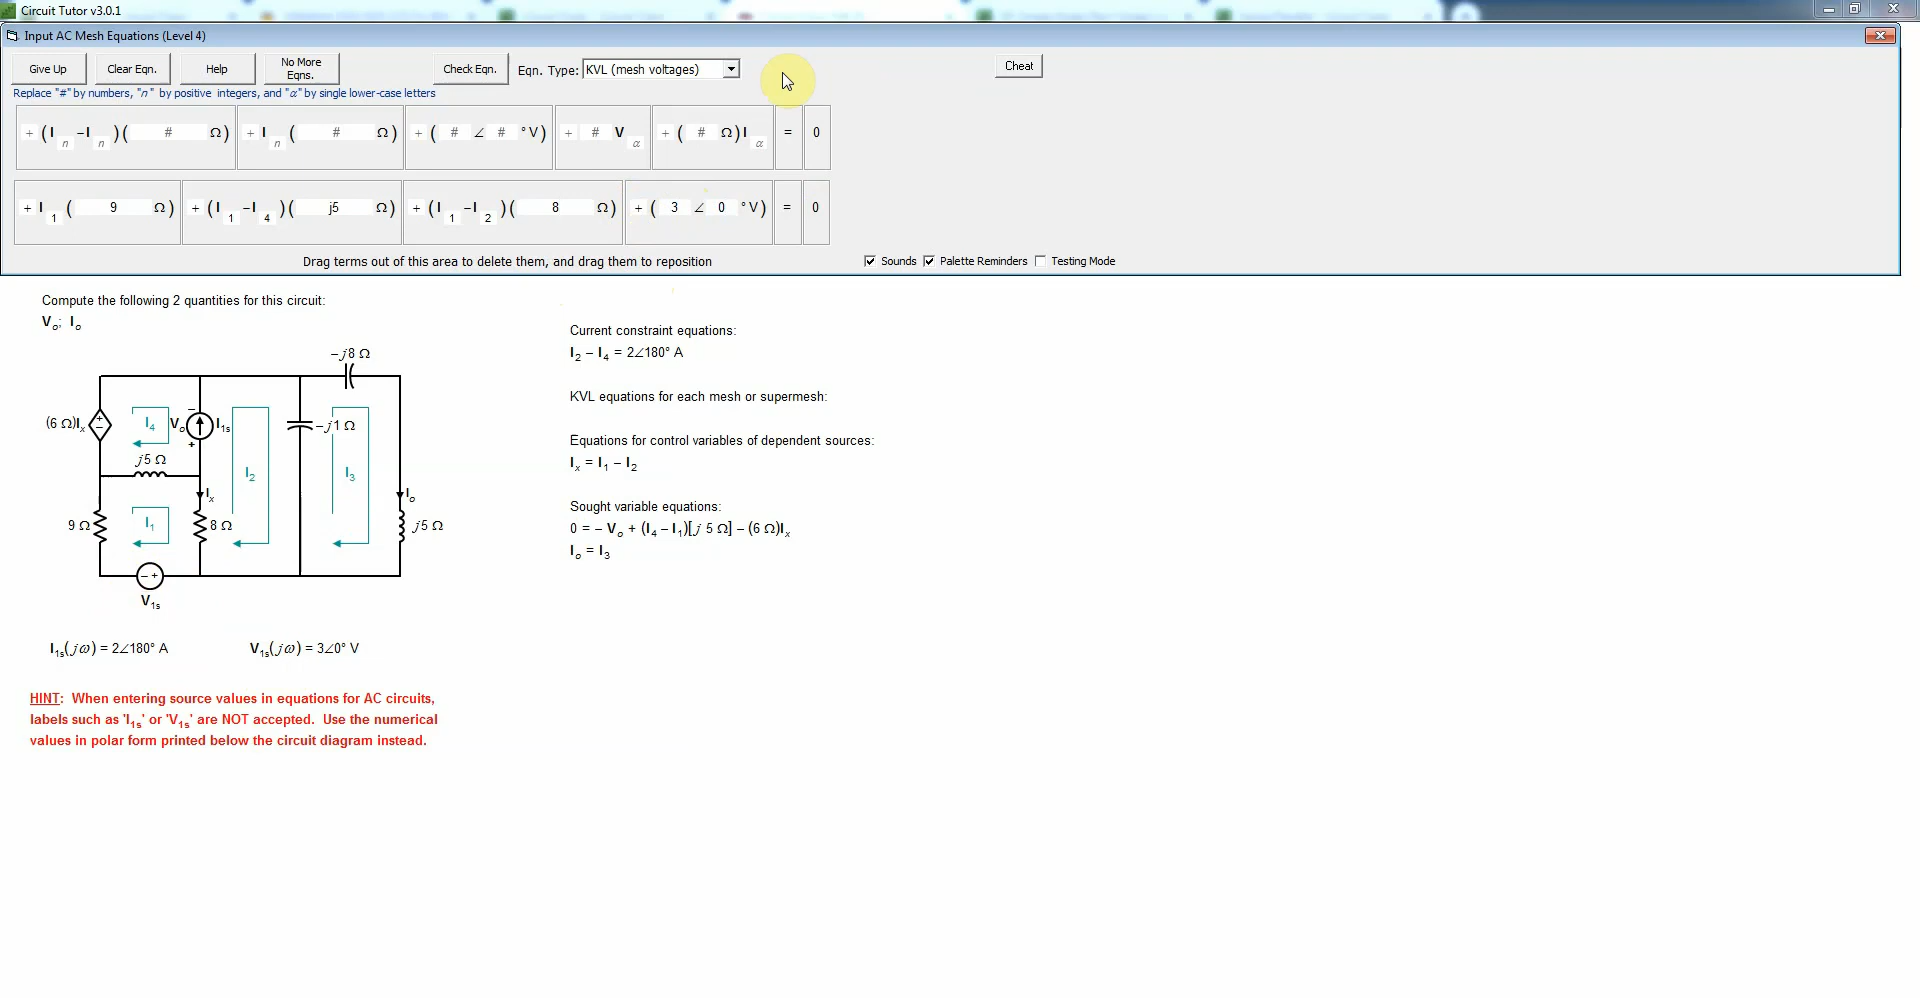 Circuit Tutor v3.0.1
Input AC Mesh Equations (Level 4)
Give Up Clear Eqn. Help No More Eqns. Check Eqn. Eqn. Type: KVL (mesh voltages) Cheat
Replace "#" by numbers, "n" by positive integers, and "α" by single lower-case letters
+ (I n −I n )( # Ω) + I n ( # Ω) + ( # ∠ # °V) + # V α + ( # Ω)I α = 0
+ I 1 ( 9 Ω) + (I 1 −I 4 )( j5 Ω) + (I 1 −I 2 )( 8 Ω) + ( 3 ∠ 0 °V) = 0
Drag terms out of this area to delete them, and drag them to reposition
Sounds Palette Reminders Testing Mode
Compute the following 2 quantities for this circuit:
Vo; Io
−j8 Ω
(6 Ω)Ix + − I4 Vo − + I1s −j1 Ω
j5 Ω
I2 I3
Ix Io
9 Ω I1 8 Ω j5 Ω
− +
V1s
I1s(jω) = 2∠180° A V1s(jω) = 3∠0° V
HINT: When entering source values in equations for AC circuits,
labels such as 'I1s' or 'V1s' are NOT accepted. Use the numerical
values in polar form printed below the circuit diagram instead.
Current constraint equations:
I2 − I4 = 2∠180° A
KVL equations for each mesh or supermesh:
Equations for control variables of dependent sources:
Ix = I1 − I2
Sought variable equations:
0 = − Vo + (I4 − I1)[j 5 Ω] − (6 Ω)Ix
Io = I3